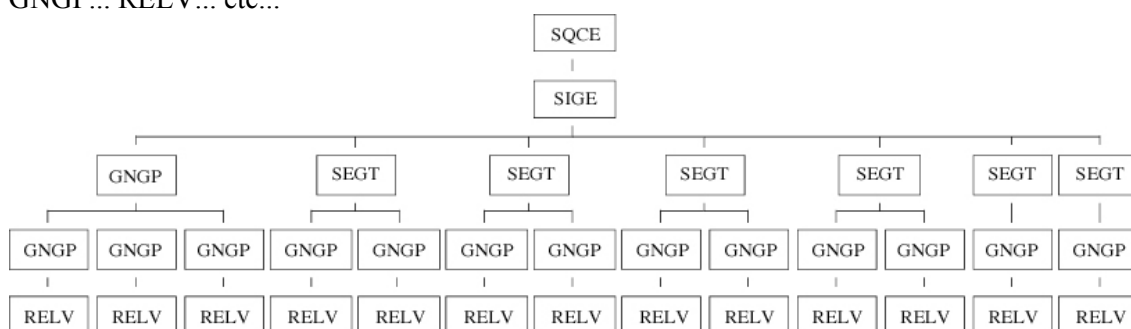 GNGP... RELV... etc...
SQCE
SIGE
GNGP SEGT SEGT SEGT SEGT SEGT SEGT
GNGP GNGP GNGP GNGP GNGP GNGP GNGP GNGP GNGP GNGP GNGP GNGP GNGP
RELV RELV RELV RELV RELV RELV RELV RELV RELV RELV RELV RELV RELV